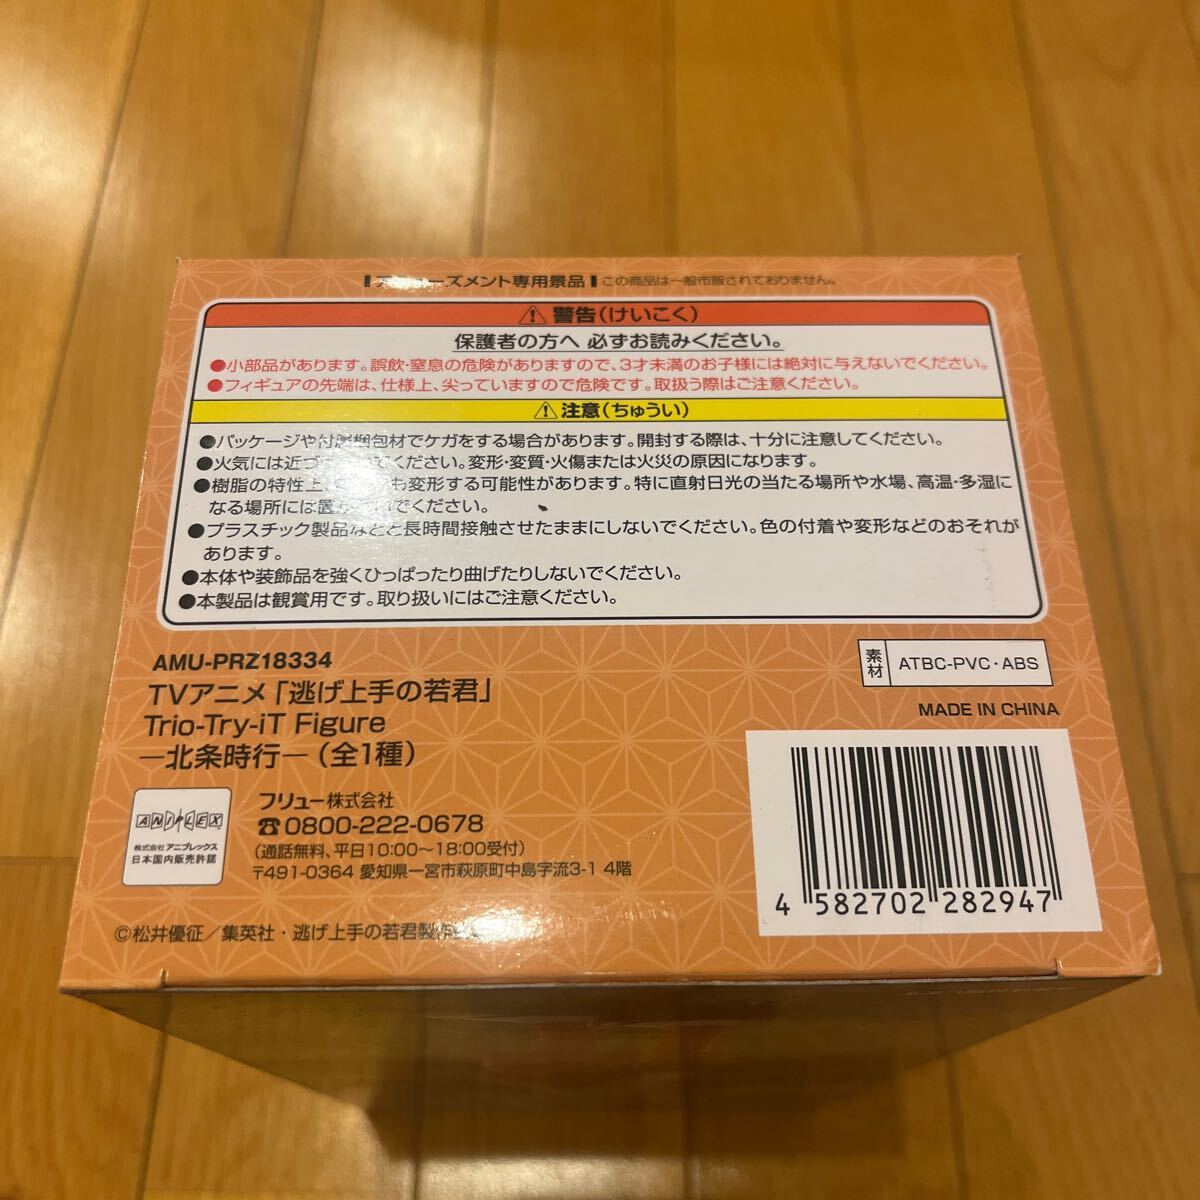 ズメント専用景品 この商品は一般市販されておりません。
⚠警告(けいこく)
保護者の方へ 必ずお読みください。
●小部品があります。誤飲・窒息の危険がありますので、3才未満のお子様には絶対に与えないでください。
●フィギュアの先端は、仕様上、尖っていますので危険です。取扱う際はご注意ください。
⚠注意(ちゅうい)
●パッケージや付属梱包材でケガをする場合があります。開封する際は、十分に注意してください。
●火気には近づ ください。変形・変質・火傷または火災の原因になります。
●樹脂の特性上、 も変形する可能性があります。特に直射日光の当たる場所や水場、高温・多湿に
なる場所には置か でください。
●プラスチック製品などと長時間接触させたままにしないでください。色の付着や変形などのおそれが
あります。
●本体や装飾品を強くひっぱったり曲げたりしないでください。
●本製品は観賞用です。取り扱いにはご注意ください。
AMU-PRZ18334
TVアニメ「逃げ上手の若君」
Trio-Try-iT Figure
―北条時行―(全1種)
素材 ATBC-PVC・ABS
MADE IN CHINA
ANIPLEX
株式会社 アニプレックス
日本国内販売許諾
フリュー株式会社
☎0800-222-0678
(通話無料、平日10:00〜18:00受付)
〒491-0364 愛知県一宮市萩原町中島字流3-1 4階
©松井優征／集英社・逃げ上手の若君製作
4 582702 282947